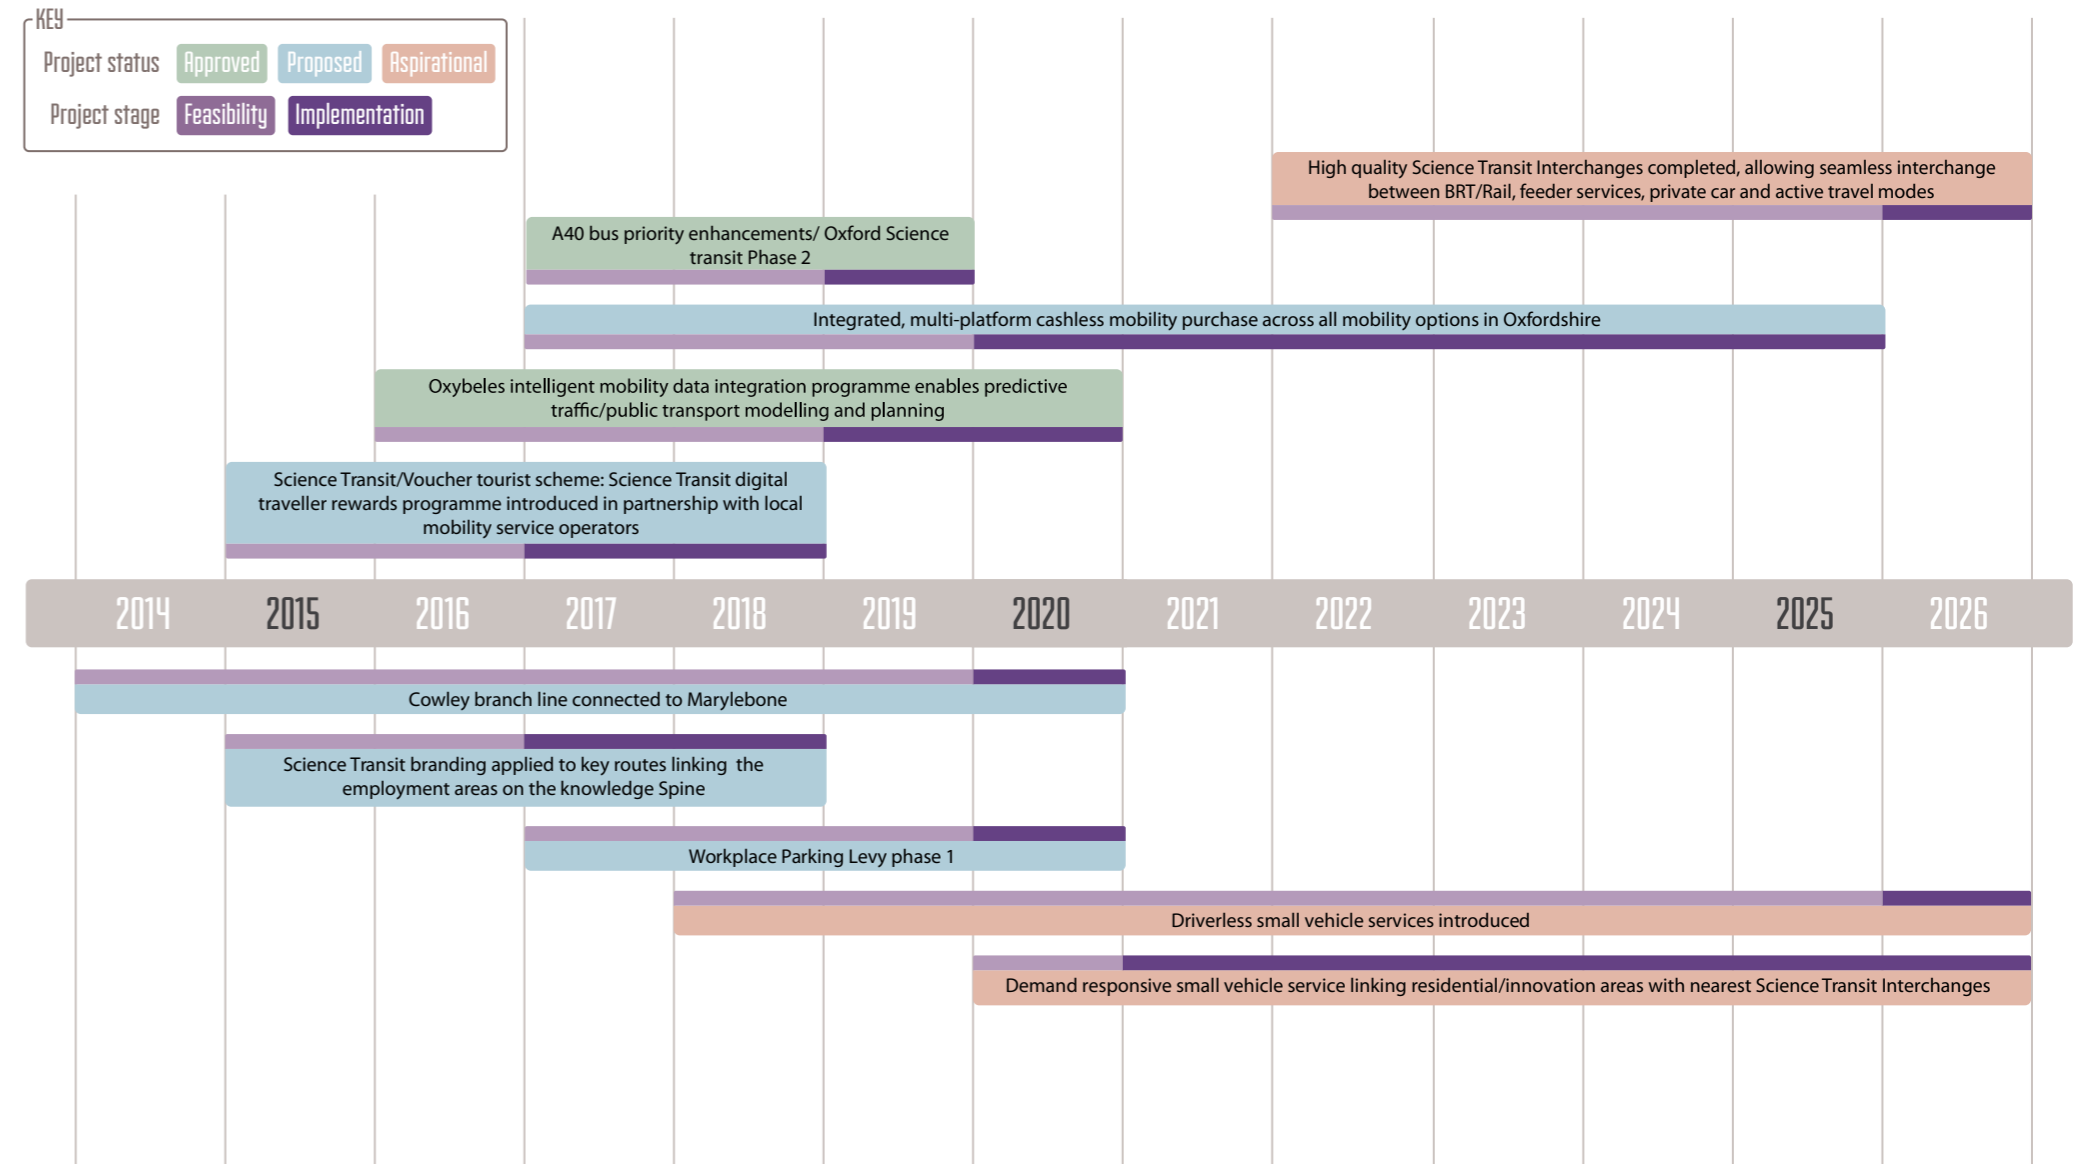 KEY
Project status Approved Proposed Aspirational
Project stage Feasibility Implementation
High quality Science Transit Interchanges completed, allowing seamless interchange
between BRT/Rail, feeder services, private car and active travel modes
A40 bus priority enhancements/ Oxford Science
transit Phase 2
Integrated, multi-platform cashless mobility purchase across all mobility options in Oxfordshire
Oxybeles intelligent mobility data integration programme enables predictive
traffic/public transport modelling and planning
Science Transit/Voucher tourist scheme: Science Transit digital
traveller rewards programme introduced in partnership with local
mobility service operators
2014 2015 2016 2017 2018 2019 2020 2021 2022 2023 2024 2025 2026
Cowley branch line connected to Marylebone
Science Transit branding applied to key routes linking the
employment areas on the knowledge Spine
Workplace Parking Levy phase 1
Driverless small vehicle services introduced
Demand responsive small vehicle service linking residential/innovation areas with nearest Science Transit Interchanges